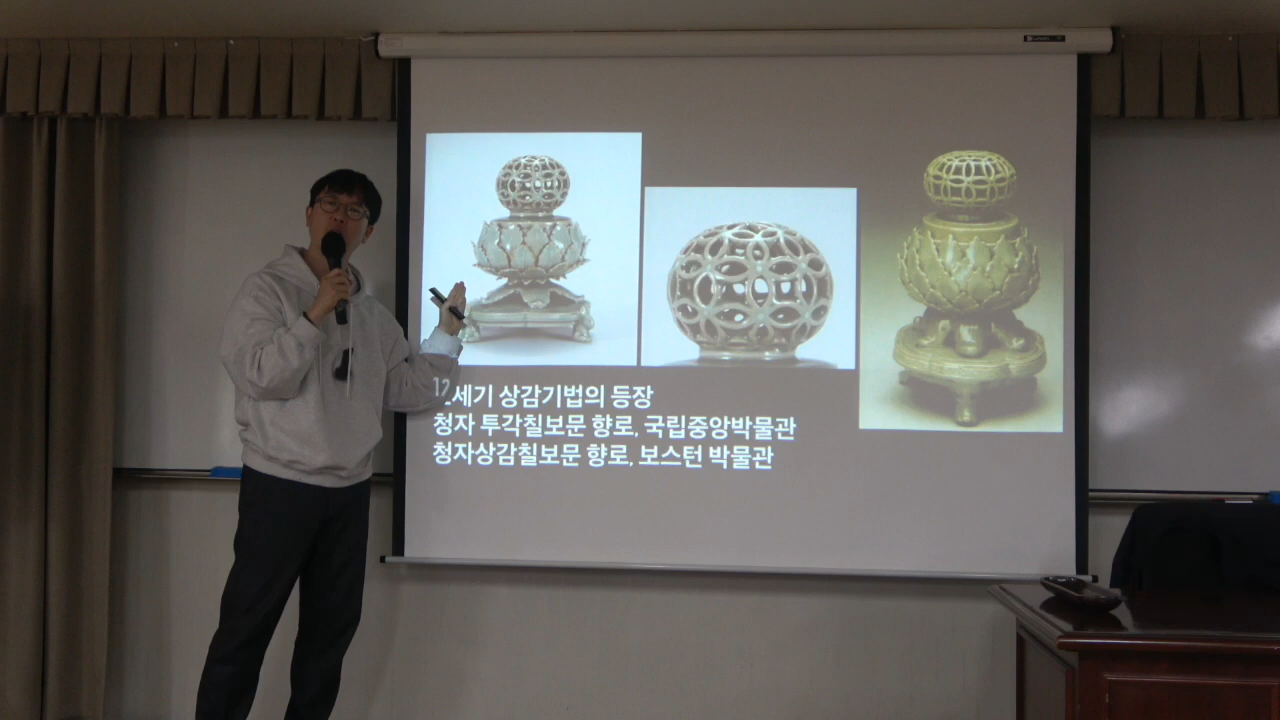 12세기 상감기법의 등장
청자 투각칠보문 향로, 국립중앙박물관
청자상감칠보문 향로, 보스턴 박물관